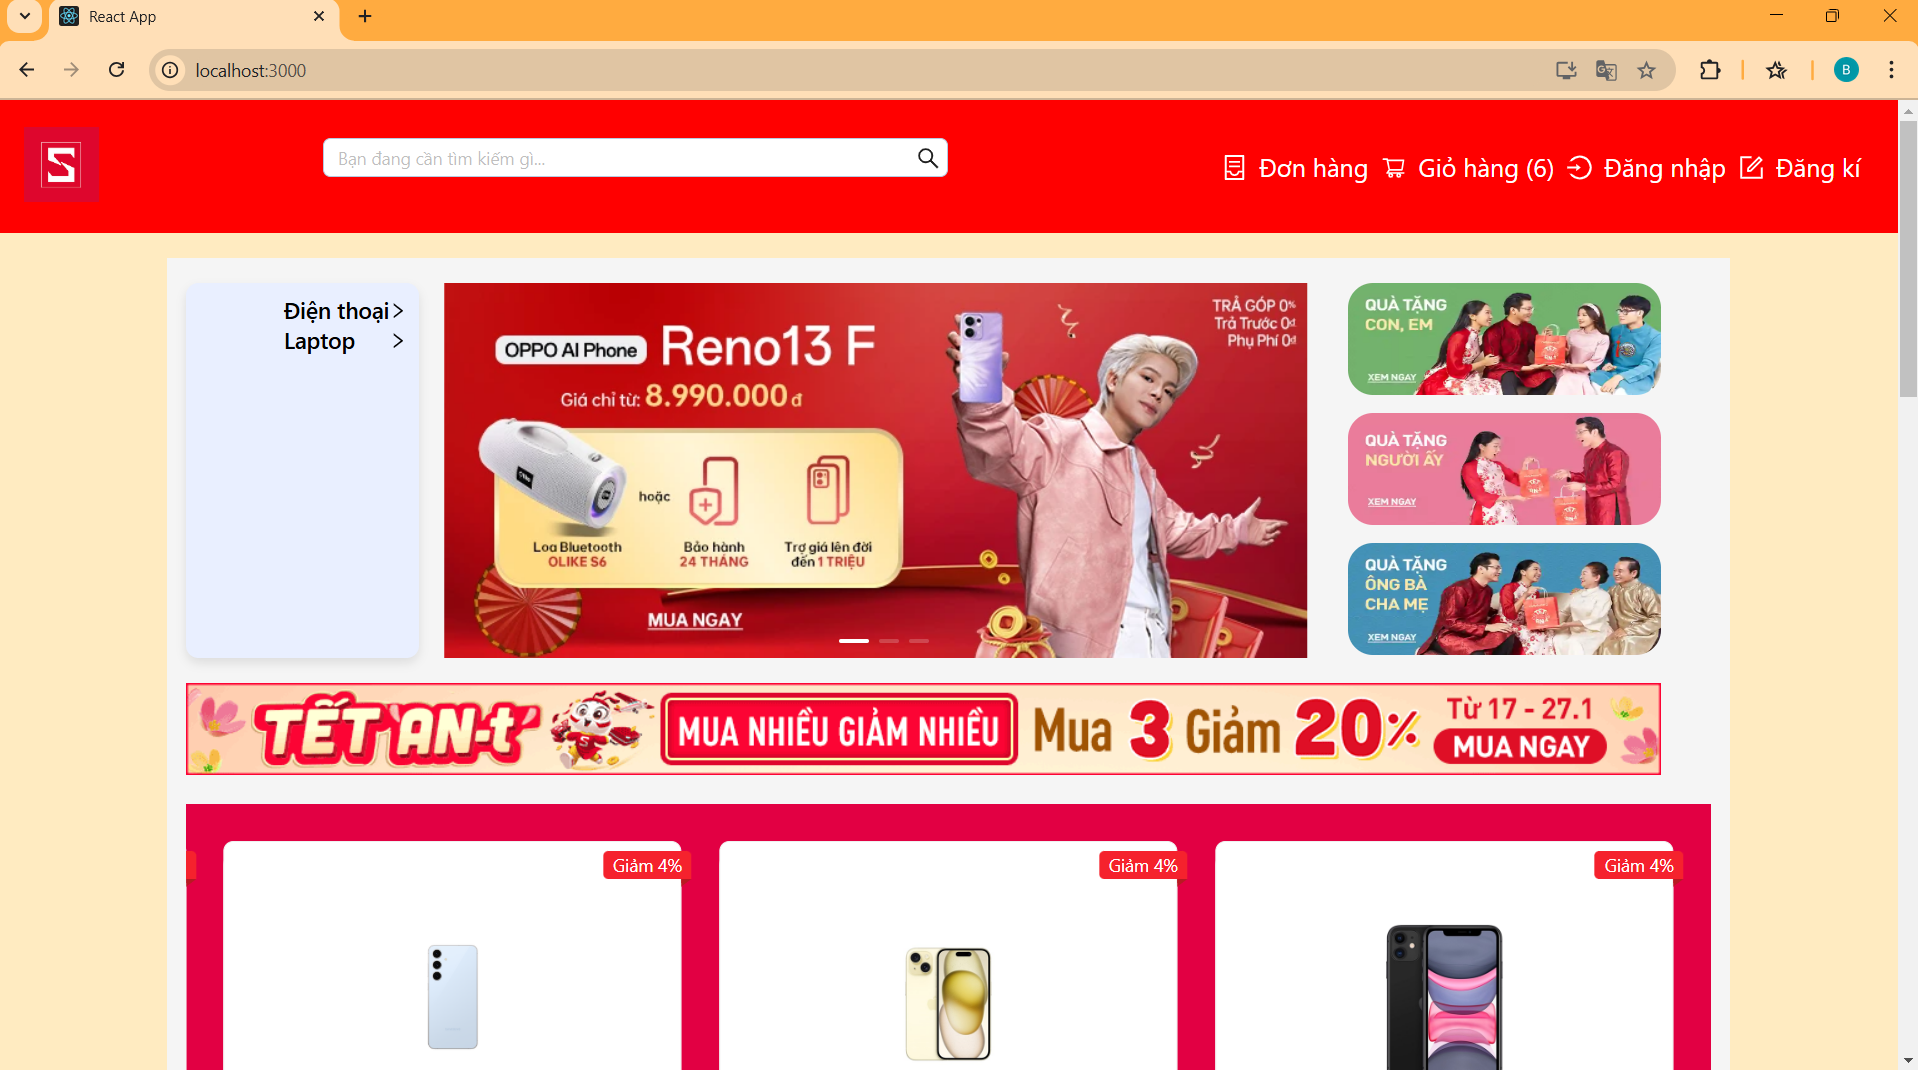 React App
localhost:3000
B
S
Bạn đang cần tìm kiếm gì...
Đơn hàng
Giỏ hàng (6)
Đăng nhập
Đăng kí
Điện thoại
Laptop
TRẢ GÓP 0%
Trả Trước 0đ
Phụ Phí 0đ
OPPO AI Phone Reno13 F
Giá chỉ từ: 8.990.000đ
hoặc
Loa Bluetooth
OLIKE S6
Bảo hành
24 THÁNG
Trợ giá lên đời
đến 1 TRIỆU
MUA NGAY
QUÀ TẶNG
CON, EM
XEM NGAY
QUÀ TẶNG
NGƯỜI ẤY
XEM NGAY
QUÀ TẶNG
ÔNG BÀ
CHA MẸ
XEM NGAY
TẾT AN-t'
MUA NHIỀU GIẢM NHIỀU
Mua 3 Giảm 20%
Từ 17 - 27.1
MUA NGAY
Giảm 4%
Giảm 4%
Giảm 4%